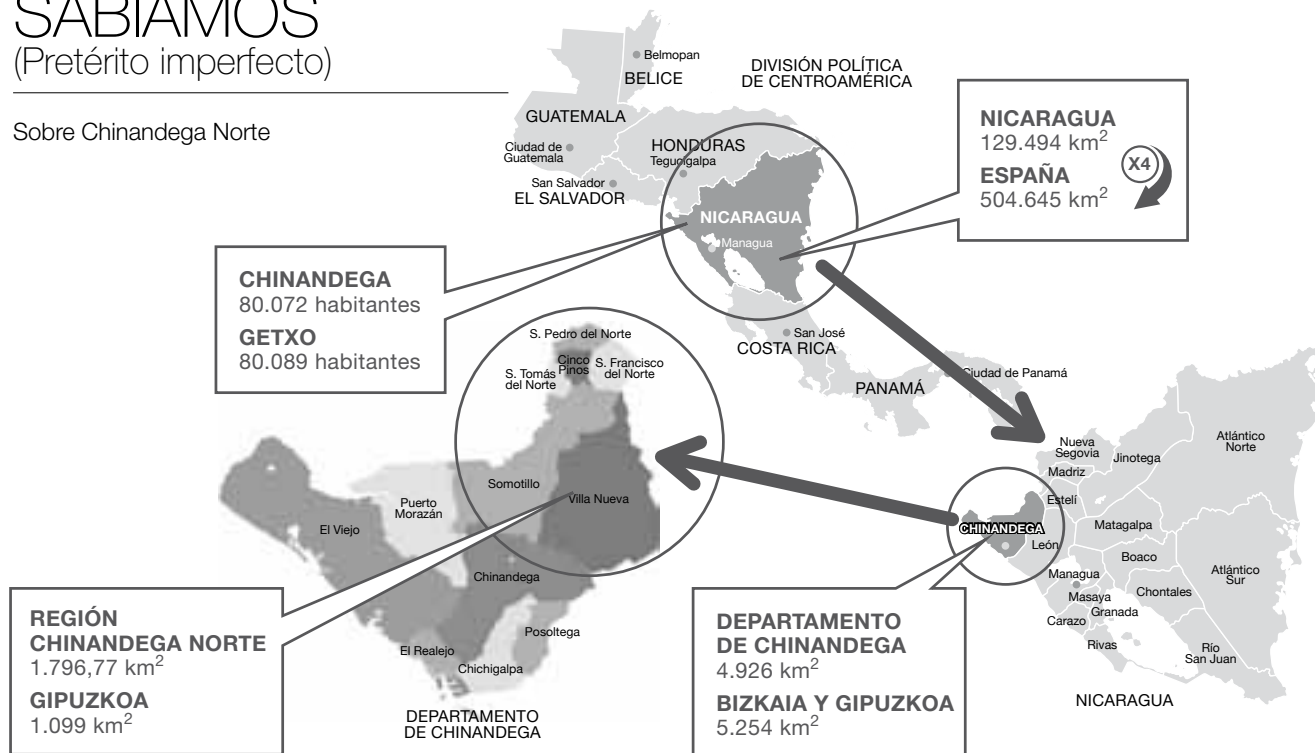 SABÍAMOS
(Pretérito imperfecto)
Sobre Chinandega Norte
DIVISIÓN POLÍTICA
DE CENTROAMÉRICA
Belmopan
BELICE
GUATEMALA
Ciudad de
Guatemala
HONDURAS
Tegucigalpa
San Salvador
EL SALVADOR
NICARAGUA
Managua
San José
COSTA RICA
PANAMÁ
Ciudad de Panamá
NICARAGUA
129.494 km²
ESPAÑA
504.645 km²
X4
CHINANDEGA
80.072 habitantes
GETXO
80.089 habitantes
S. Pedro del Norte
Cinco
Pinos
S. Francisco
del Norte
S. Tomás
del Norte
Somotillo
Villa Nueva
Puerto
Morazán
El Viejo
Chinandega
Posoltega
El Realejo
Chichigalpa
DEPARTAMENTO
DE CHINANDEGA
REGIÓN
CHINANDEGA NORTE
1.796,77 km²
GIPUZKOA
1.099 km²
Nueva
Segovia
Jinotega
Atlántico
Norte
Madriz
Estelí
CHINANDEGA
León
Matagalpa
Boaco
Managua
Masaya
Chontales
Atlántico
Sur
Granada
Carazo
Rivas
Río
San Juan
NICARAGUA
DEPARTAMENTO
DE CHINANDEGA
4.926 km²
BIZKAIA Y GIPUZKOA
5.254 km²